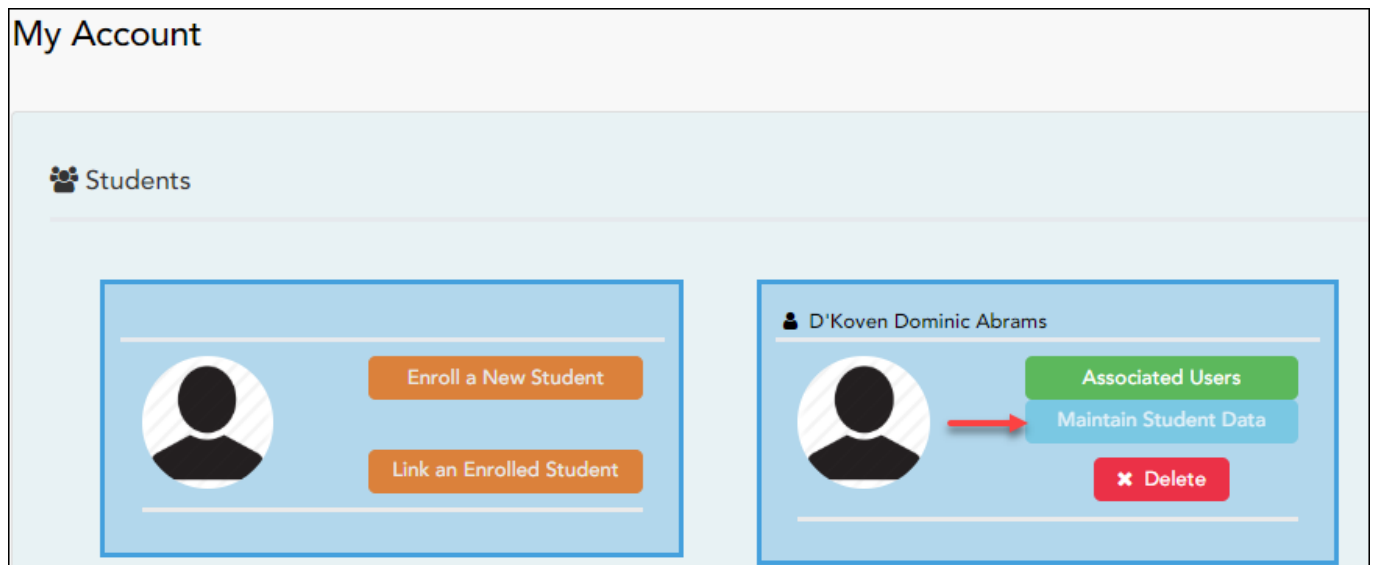 My Account
Students
Enroll a New Student
Link an Enrolled Student
D'Koven Dominic Abrams
Associated Users
Maintain Student Data
Delete